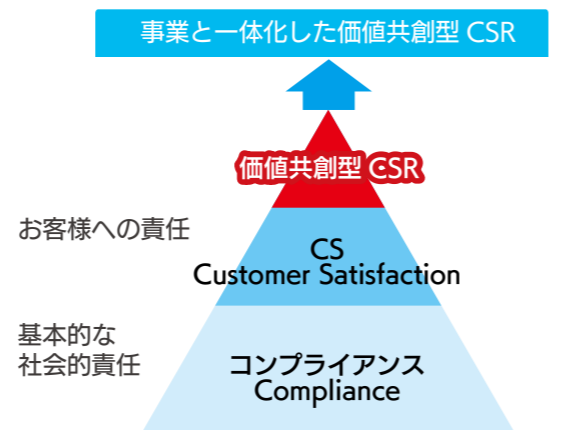 事業と一体化した価値共創型 CSR
価値共創型 CSR
お客様への責任
CS
Customer Satisfaction
基本的な
社会的責任
コンプライアンス
Compliance